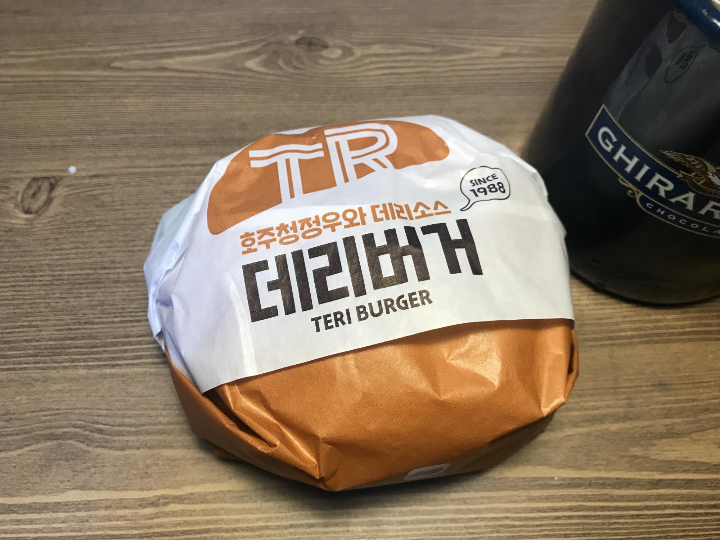 TR
SINCE
1988
호주청정우와 데리소스
데리버거
TERI BURGER
GHIRAR
CHOCOLA